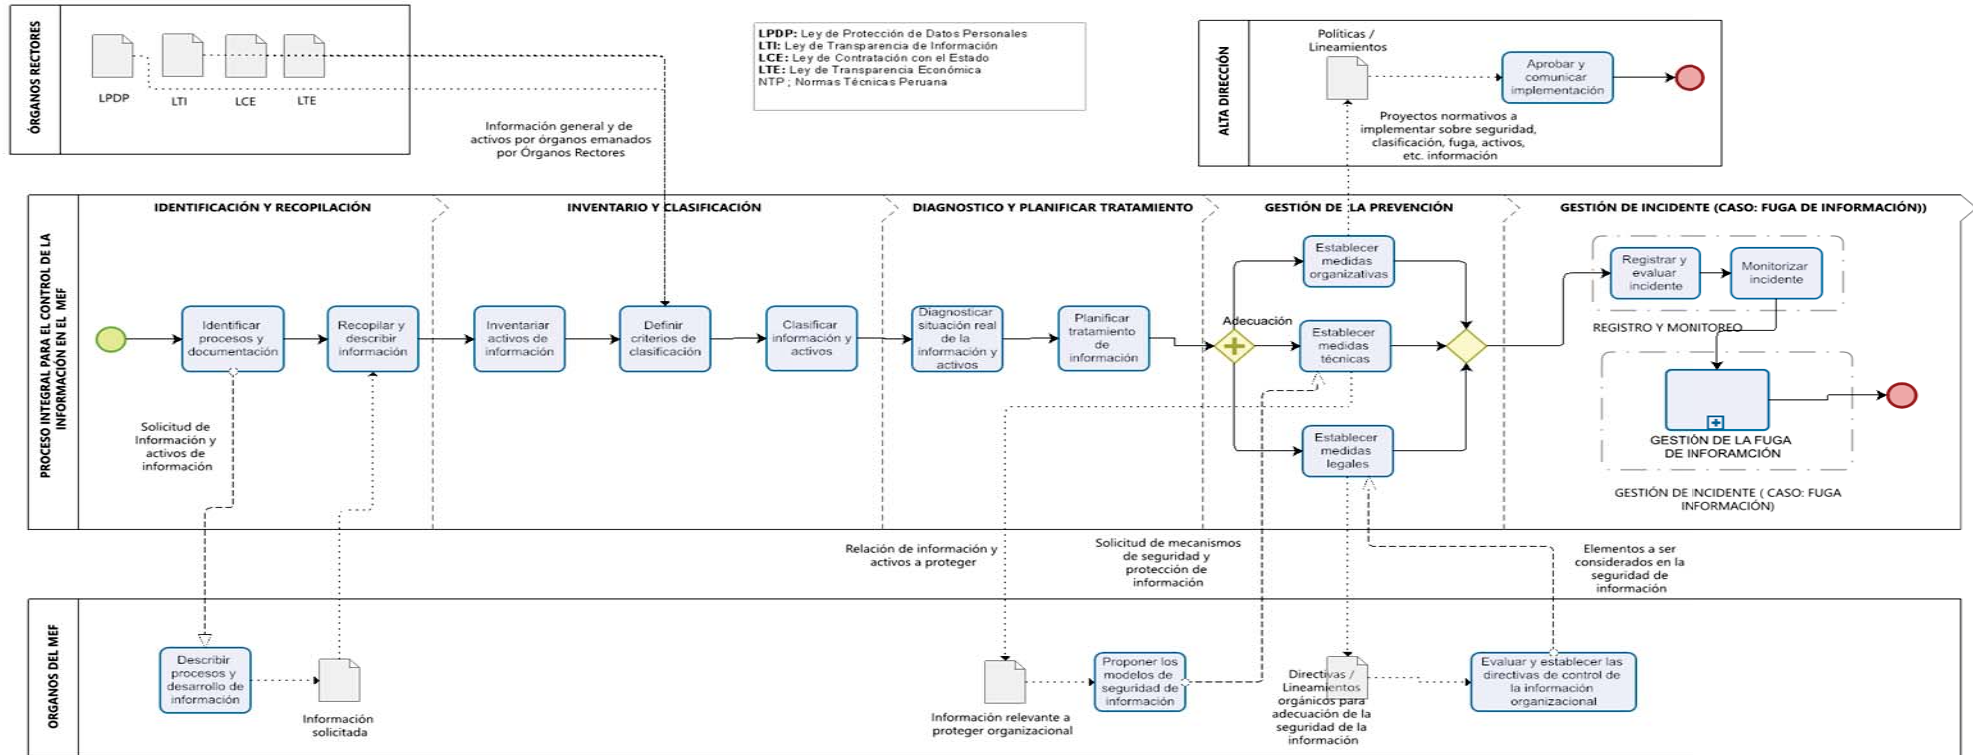 ÓRGANOS RECTORES
LPDP
LTI
LCE
LTE
Información general y de
activos por órganos emanados
por Órganos Rectores
LPDP: Ley de Protección de Datos Personales
LTI: Ley de Transparencia de Información
LCE: Ley de Contratación con el Estado
LTE: Ley de Transparencia Económica
NTP ; Normas Técnicas Peruana
ALTA DIRECCIÓN
Políticas /
Lineamientos
Aprobar y
comunicar
implementación
Proyectos normativos a
implementar sobre seguridad,
clasificación, fuga, activos,
etc. información
PROCESO INTEGRAL PARA EL CONTROL DE LA
INFORMACIÓN EN EL MEF
IDENTIFICACIÓN Y RECOPILACIÓN
INVENTARIO Y CLASIFICACIÓN
DIAGNOSTICO Y PLANIFICAR TRATAMIENTO
GESTIÓN DE LA PREVENCIÓN
GESTIÓN DE INCIDENTE (CASO: FUGA DE INFORMACIÓN))
Identificar
procesos y
documentación
Recopilar y
describir
información
Inventariar
activos de
información
Definir
criterios de
clasificación
Clasificar
información y
activos
Diagnosticar
situación real
de la
información y
activos
Planificar
tratamiento
de
información
Adecuación
Establecer
medidas
organizativas
Establecer
medidas
técnicas
Establecer
medidas
legales
Registrar y
evaluar
incidente
Monitorizar
incidente
REGISTRO Y MONITOREO
GESTIÓN DE LA FUGA
DE INFORAMCIÓN
GESTIÓN DE INCIDENTE ( CASO: FUGA
INFORMACIÓN)
Solicitud de
Información y
activos de
información
Relación de información y
activos a proteger
Solicitud de mecanismos
de seguridad y
protección de
información
Elementos a ser
considerados en la
seguridad de
información
ORGANOS DEL MEF
Describir
procesos y
desarrollo de
información
Información
solicitada
Información relevante a
proteger organizacional
Proponer los
modelos de
seguridad de
información
Directivas /
Lineamientos
orgánicos para
adecuación de la
seguridad de la
información
Evaluar y establecer las
directivas de control de
la información
organizacional